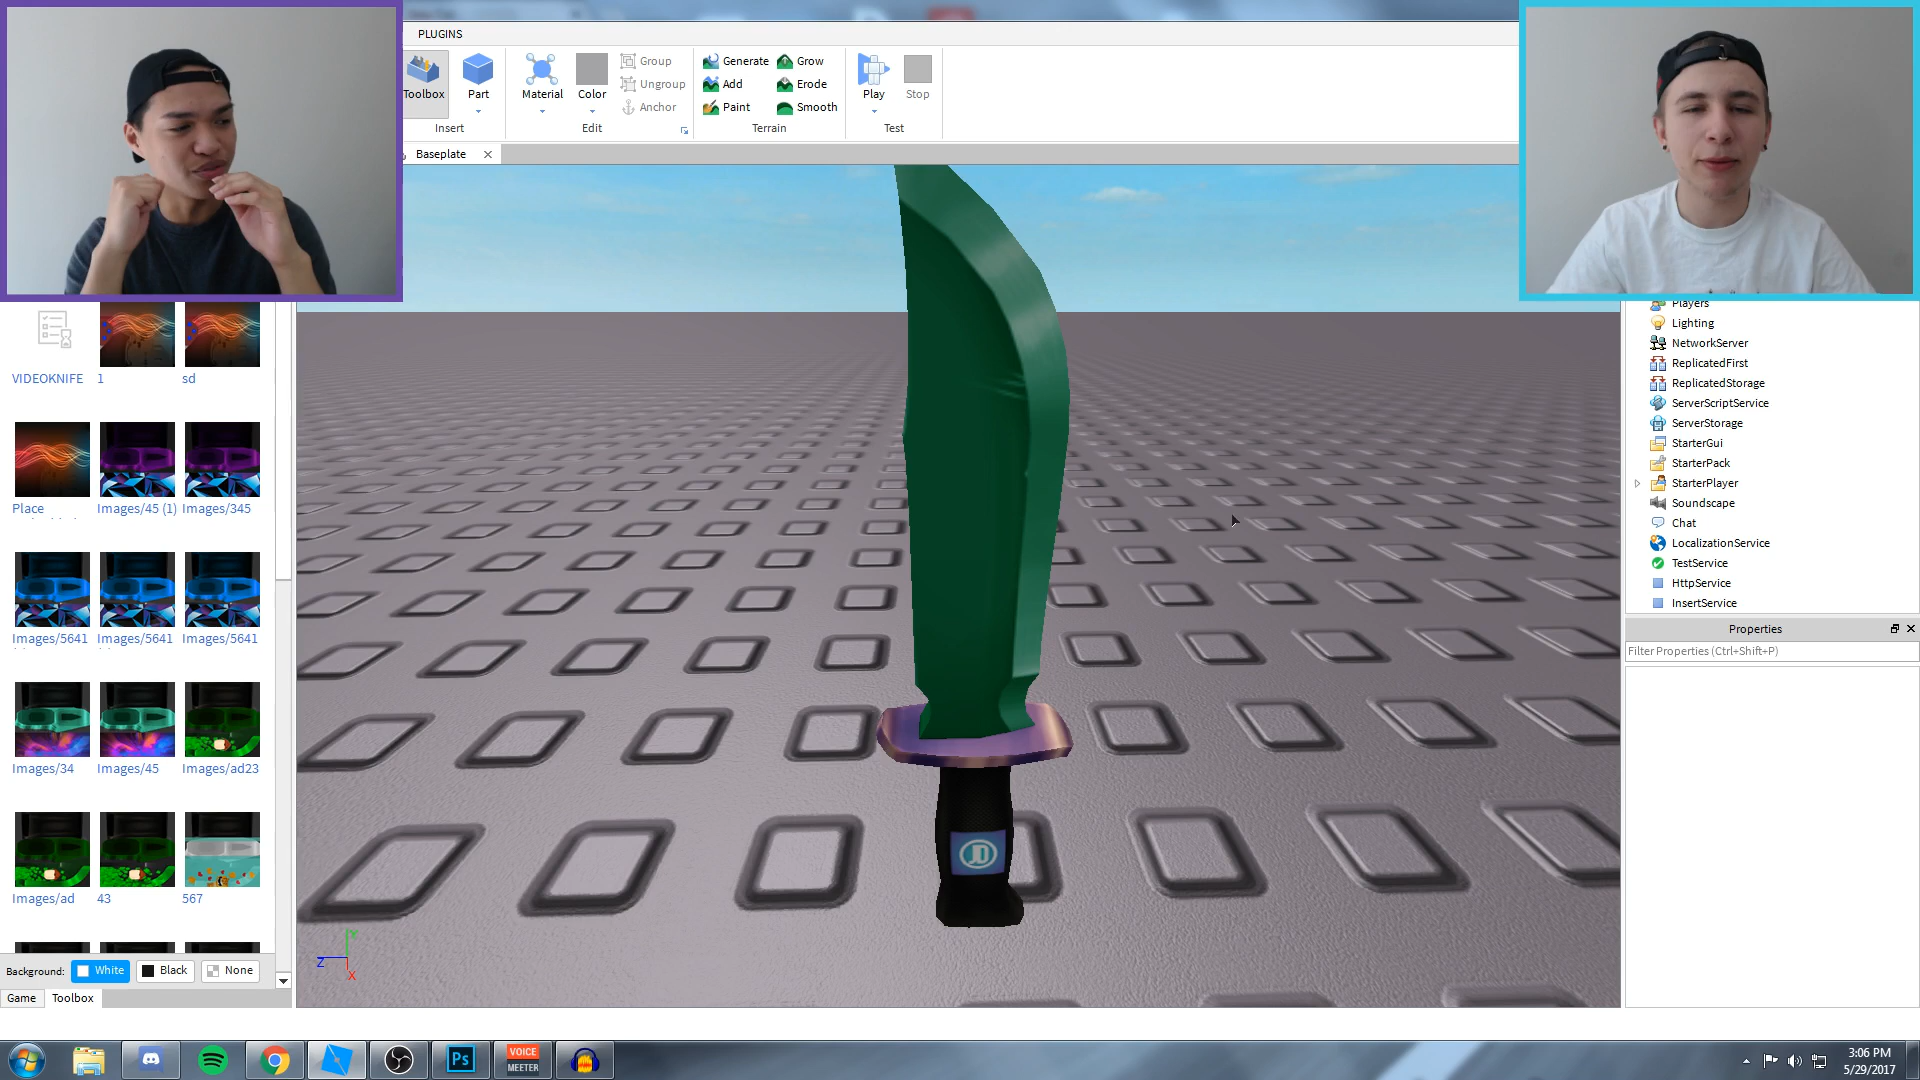 PLUGINS
Toolbox
Part
Material
Color
Group
Ungroup
Anchor
Generate
Add
Paint
Grow
Erode
Smooth
Play
Stop
Insert
Edit
Terrain
Test
Baseplate
VIDEOKNIFE
1
sd
Place
Images/45 (1)
Images/345
Images/5641
Images/5641
Images/5641
Images/34
Images/45
Images/ad23
Images/ad
43
567
Background:
White
Black
None
Game
Toolbox
JD
Y
Z
X
Players
Lighting
NetworkServer
ReplicatedFirst
ReplicatedStorage
ServerScriptService
ServerStorage
StarterGui
StarterPack
StarterPlayer
Soundscape
Chat
LocalizationService
TestService
HttpService
InsertService
Properties
Filter Properties (Ctrl+Shift+P)
Ps
VOICE
MEETER
3:06 PM
5/29/2017